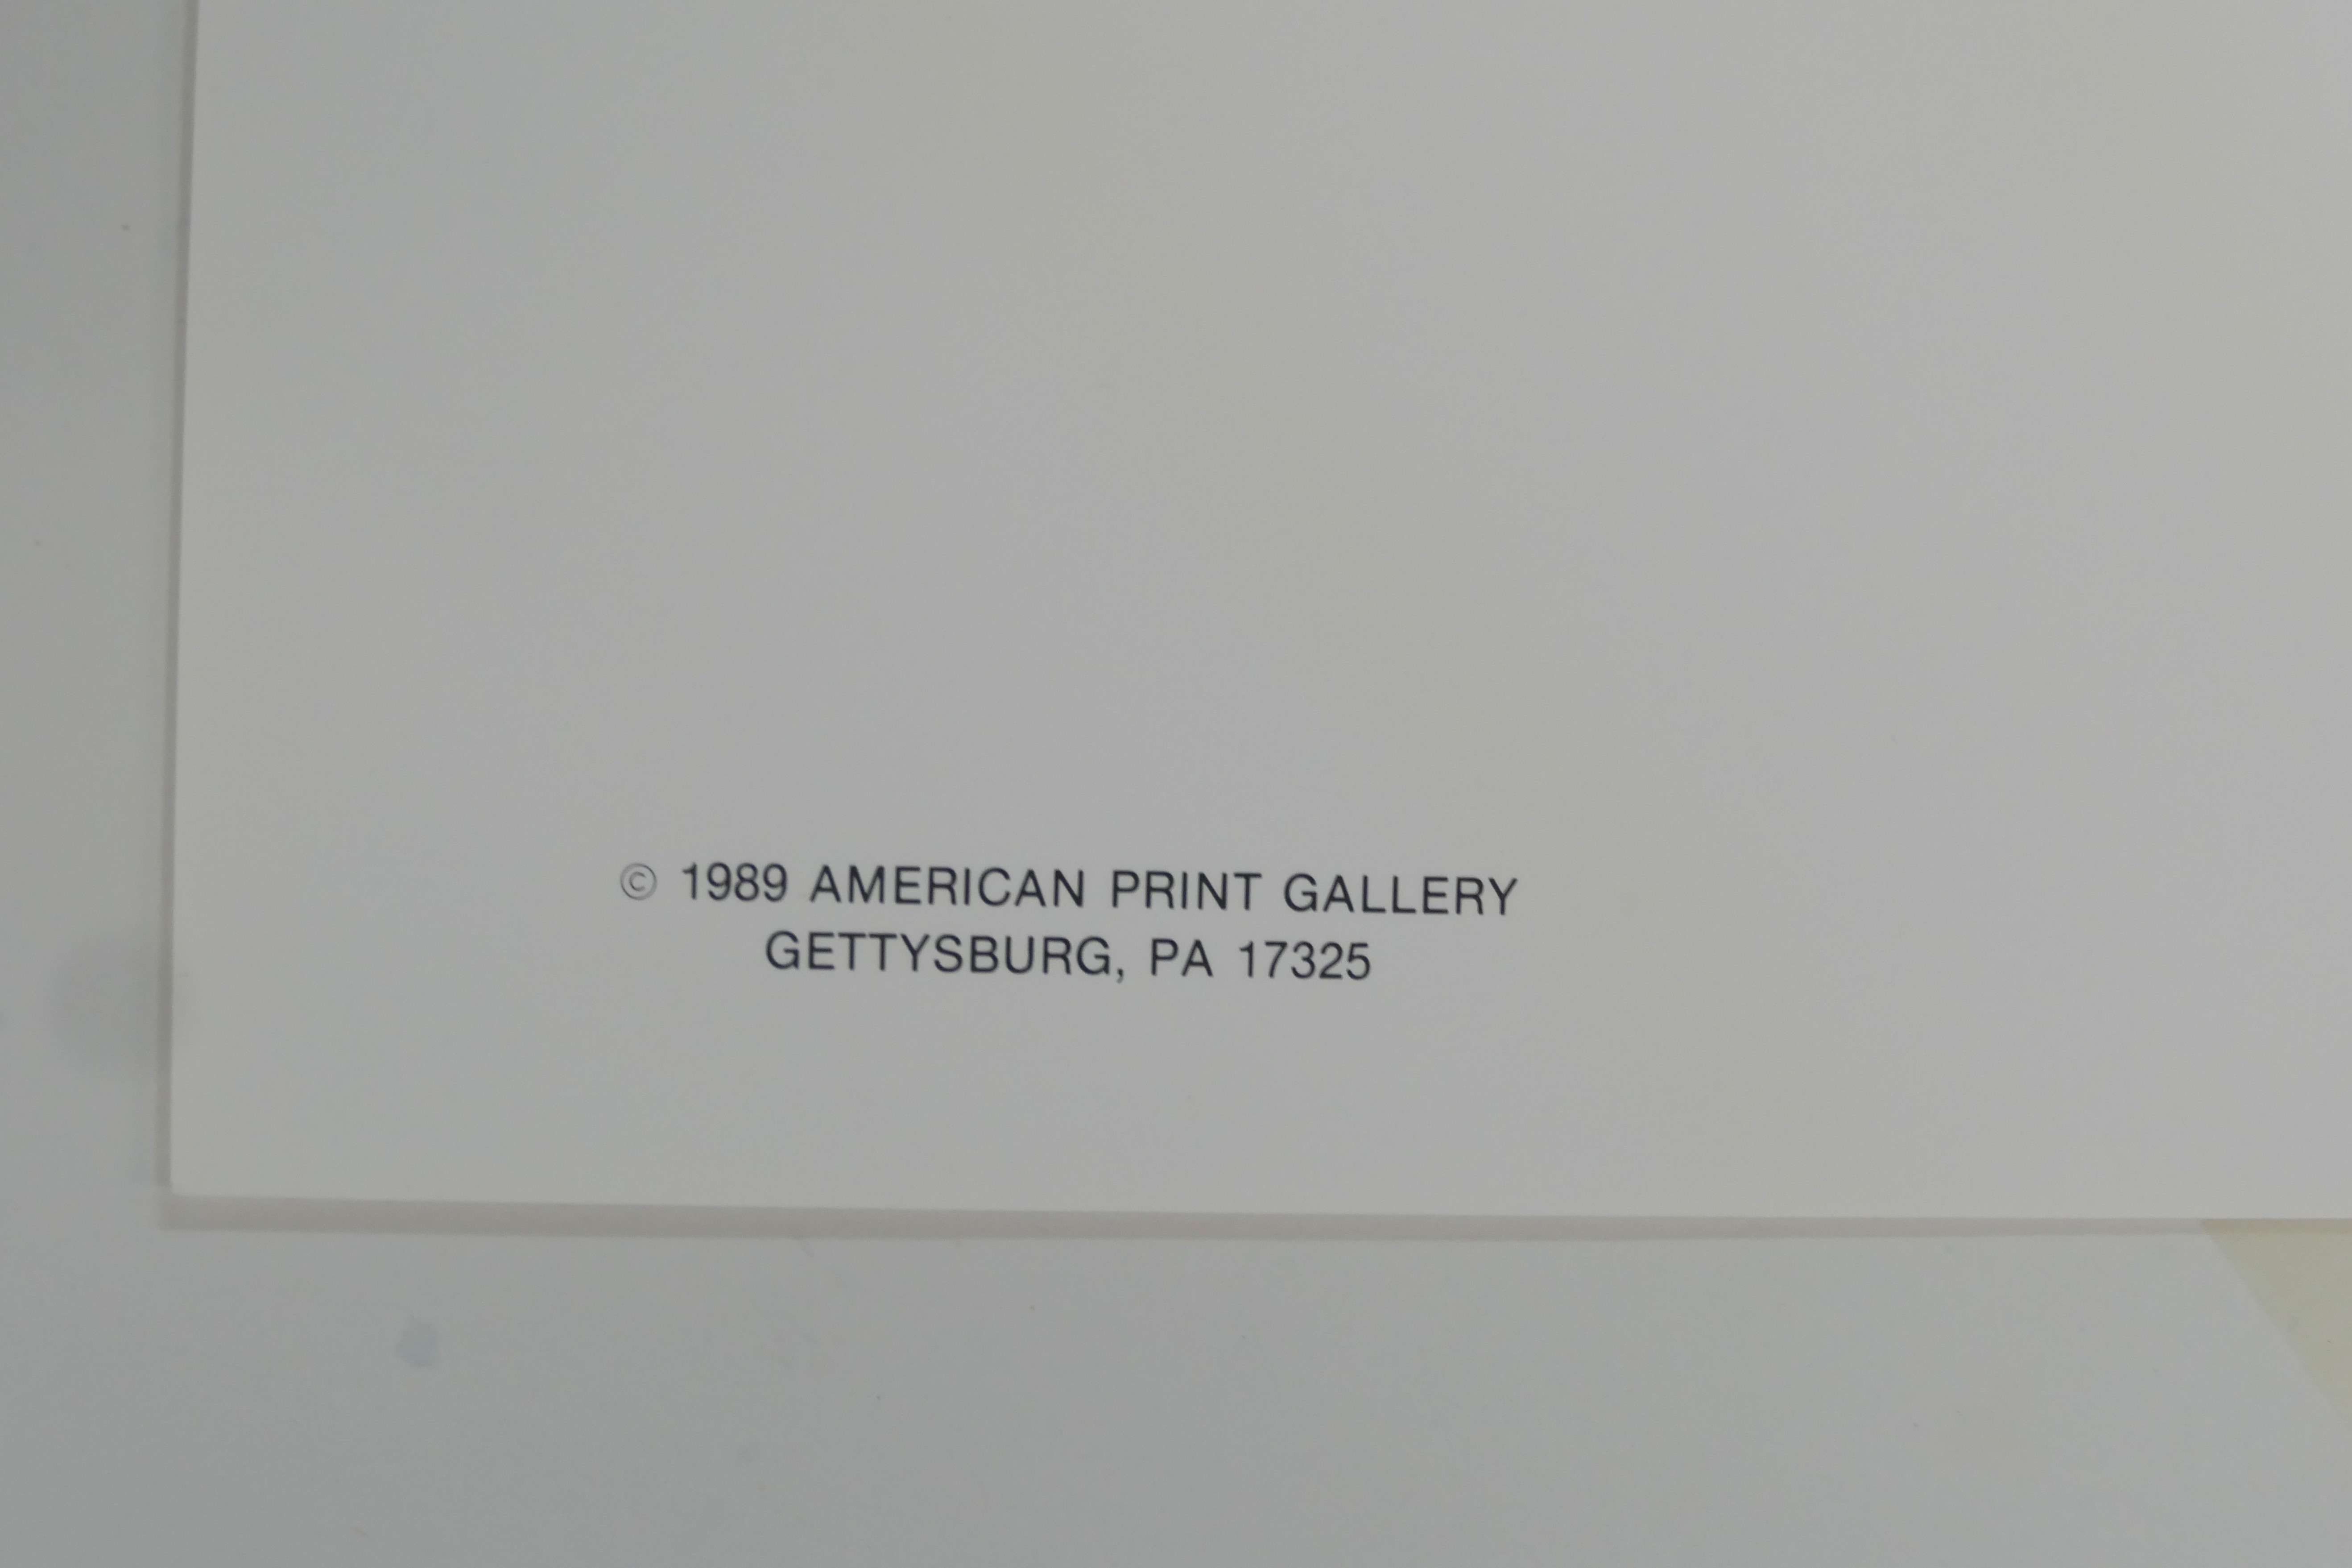 © 1989 AMERICAN PRINT GALLERY
GETTYSBURG, PA 17325